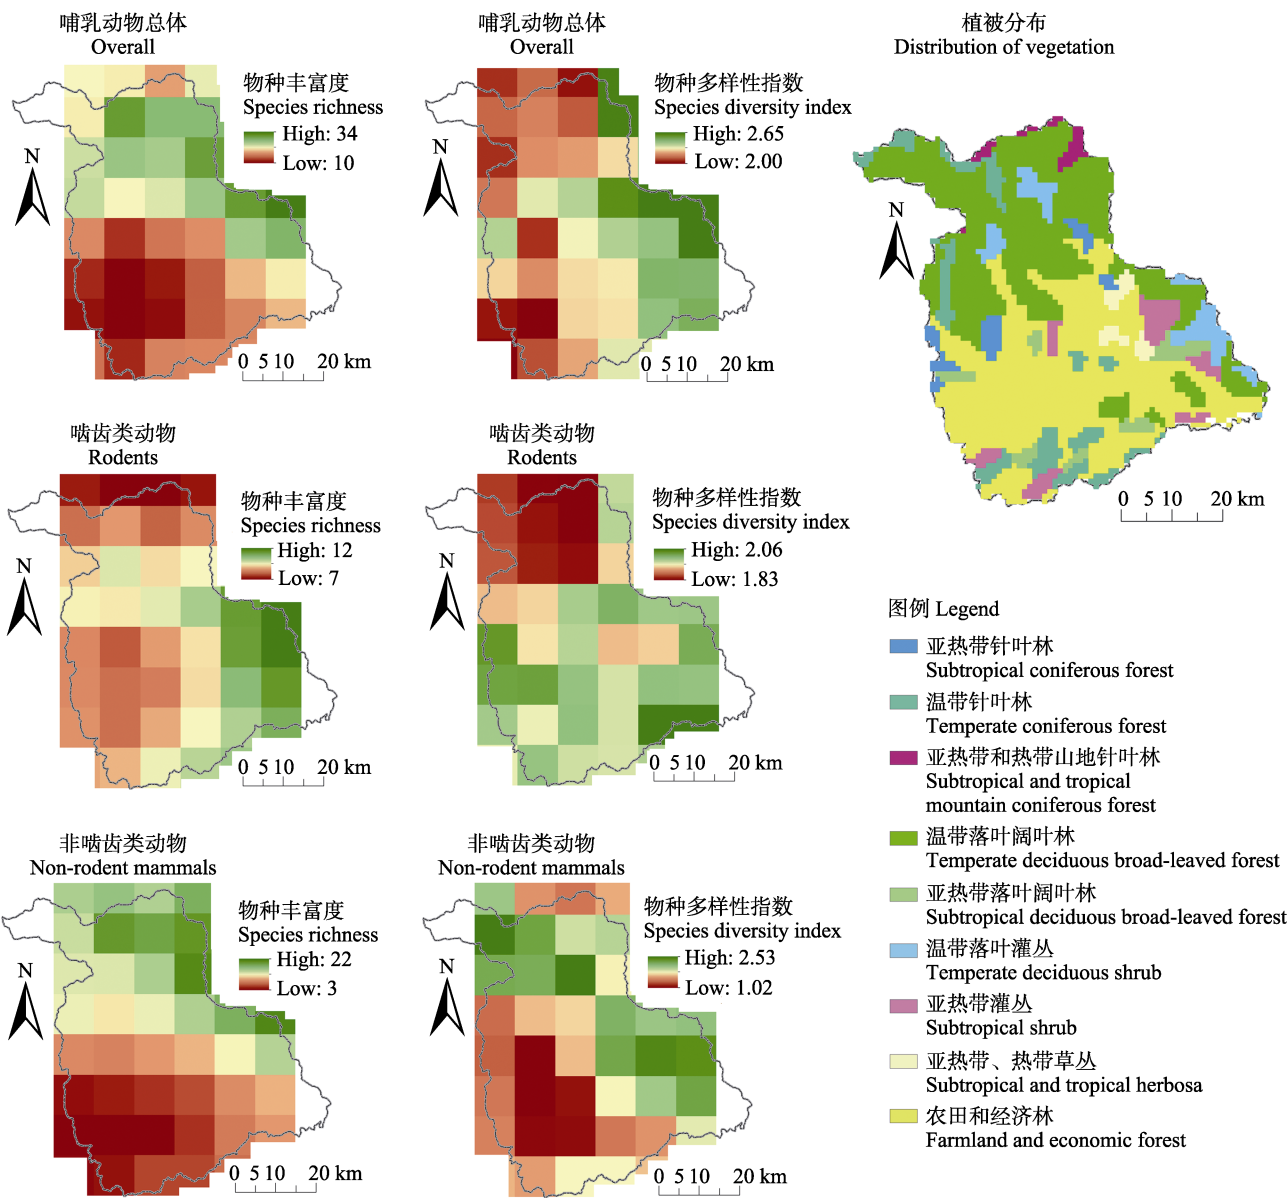 哺乳动物总体
Overall
物种丰富度
Species richness
High: 34
Low: 10
N
0 5 10 20 km
哺乳动物总体
Overall
物种多样性指数
Species diversity index
High: 2.65
Low: 2.00
N
0 5 10 20 km
植被分布
Distribution of vegetation
N
0 5 10 20 km
啮齿类动物
Rodents
物种丰富度
Species richness
High: 12
Low: 7
N
0 5 10 20 km
啮齿类动物
Rodents
物种多样性指数
Species diversity index
High: 2.06
Low: 1.83
N
0 5 10 20 km
非啮齿类动物
Non-rodent mammals
物种丰富度
Species richness
High: 22
Low: 3
N
0 5 10 20 km
非啮齿类动物
Non-rodent mammals
物种多样性指数
Species diversity index
High: 2.53
Low: 1.02
N
0 5 10 20 km
图例 Legend
亚热带针叶林
Subtropical coniferous forest
温带针叶林
Temperate coniferous forest
亚热带和热带山地针叶林
Subtropical and tropical
mountain coniferous forest
温带落叶阔叶林
Temperate deciduous broad-leaved forest
亚热带落叶阔叶林
Subtropical deciduous broad-leaved forest
温带落叶灌丛
Temperate deciduous shrub
亚热带灌丛
Subtropical shrub
亚热带、热带草丛
Subtropical and tropical herbosa
农田和经济林
Farmland and economic forest